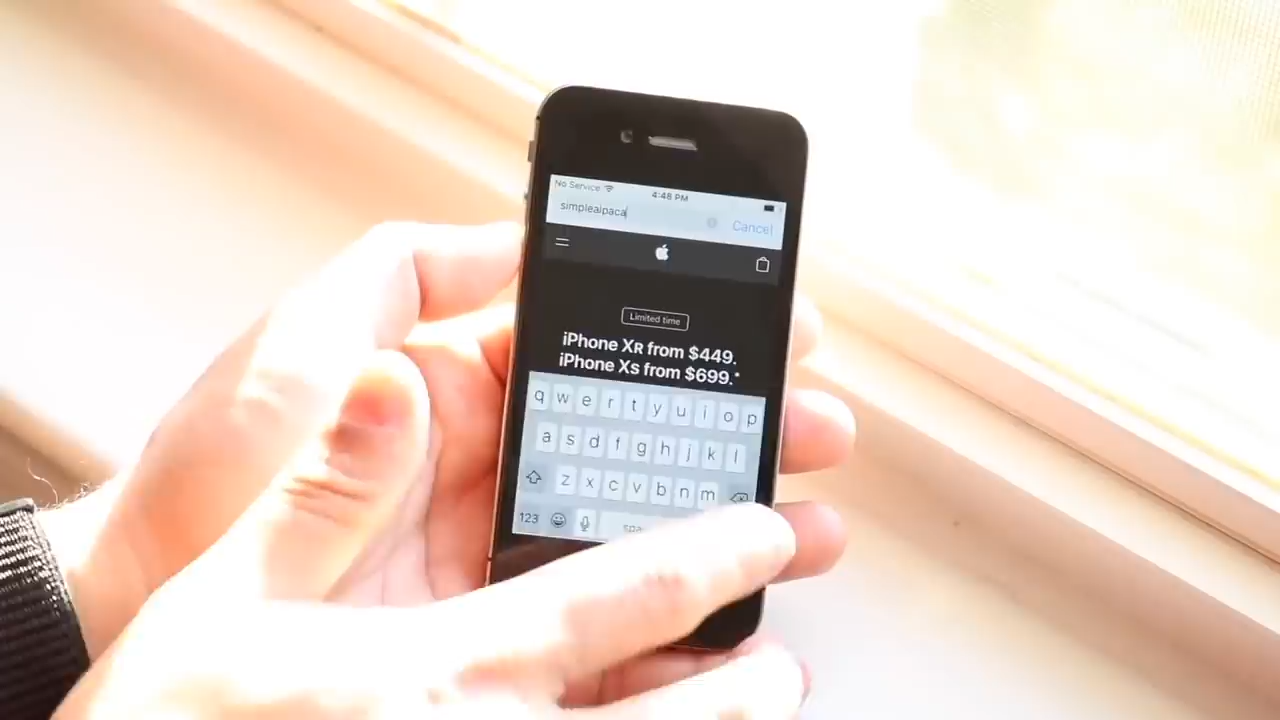 No Service 4:48 PM
simplealpaca Cancel
Limited time
iPhone XR from $449.
iPhone Xs from $699.*
q w e r t y u i o p
a s d f g h j k l
z x c v b n m
123